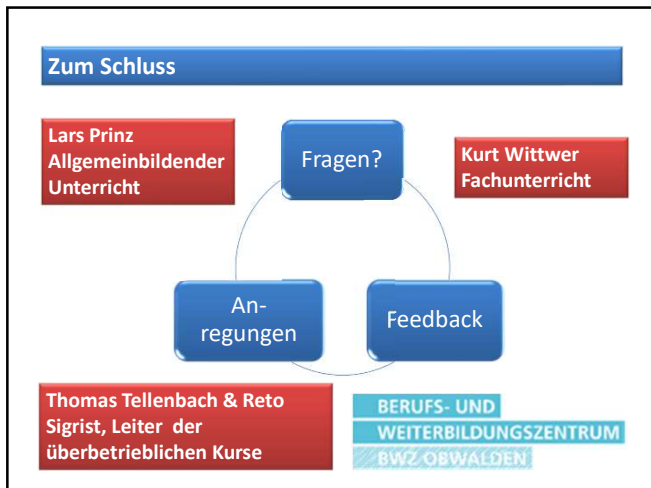 Zum Schluss
Lars Prinz
Allgemeinbildender
Unterricht
Fragen?
Kurt Wittwer
Fachunterricht
An-
regungen
Feedback
Thomas Tellenbach & Reto
Sigrist, Leiter der
überbetrieblichen Kurse
BERUFS- UND
WEITERBILDUNGSZENTRUM
BWZ OBWALDEN